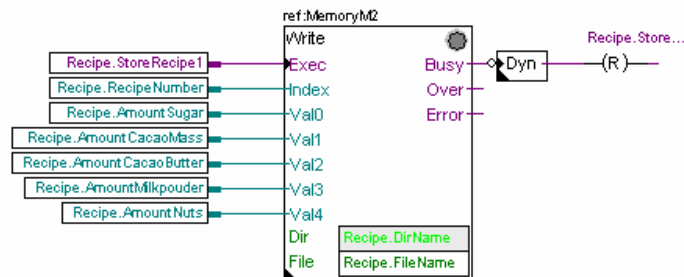 ref:MemoryM2
Write
Recipe.Store...
Recipe.StoreRecipe1 Exec Busy Dyn (R)
Recipe.RecipeNumber Index Over
Recipe.AmountSugar Val0 Error
Recipe.AmountCacaoMass Val1
Recipe.AmountCacaoButter Val2
Recipe.AmountMilkpouder Val3
Recipe.AmountNuts Val4
Dir Recipe.DirName
File Recipe.FileName